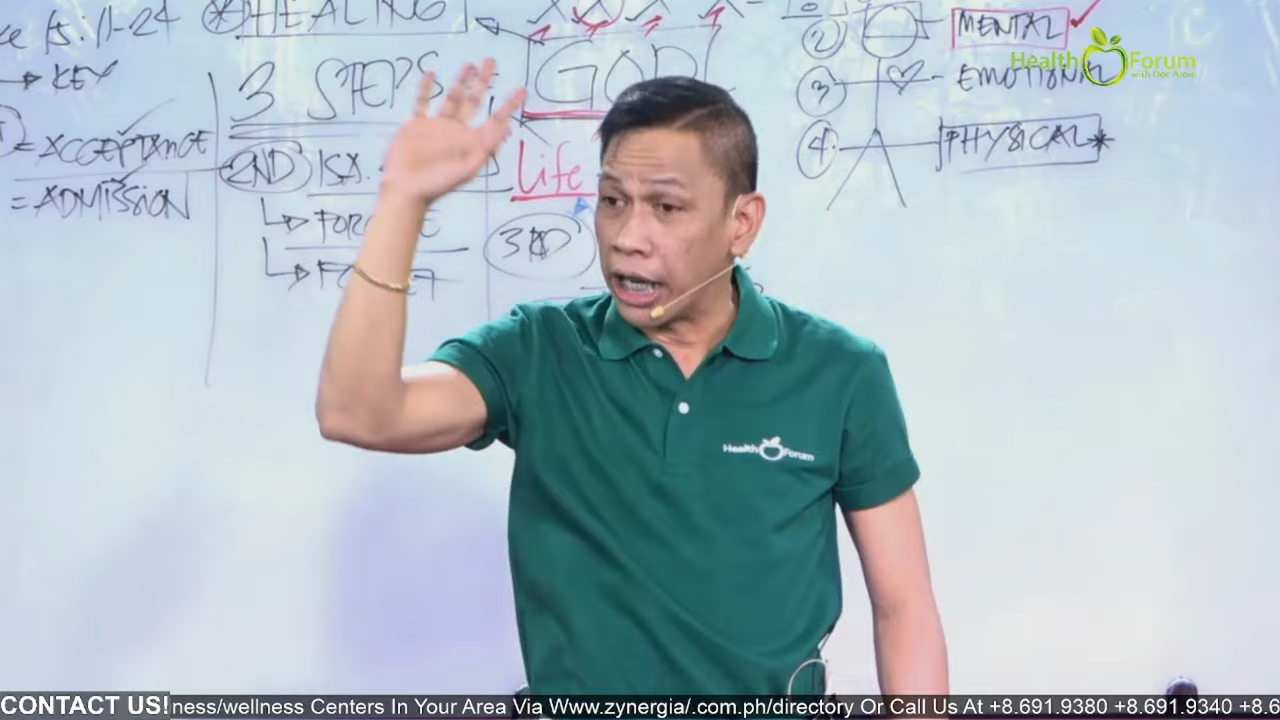 HEALING
15:11-24
KEY
3 STEPS
GOD
② MENTAL
③ EMOTIONAL
④ PHYSICAL*
Health Forum
= ACCEPTANCE
= ADMISSION
2ND ISA.
Life
3RD
Health Forum
CONTACT US! ness/wellness Centers In Your Area Via Www.zynergia/.com.ph/directory Or Call Us At +8.691.9380 +8.691.9340 +8.6